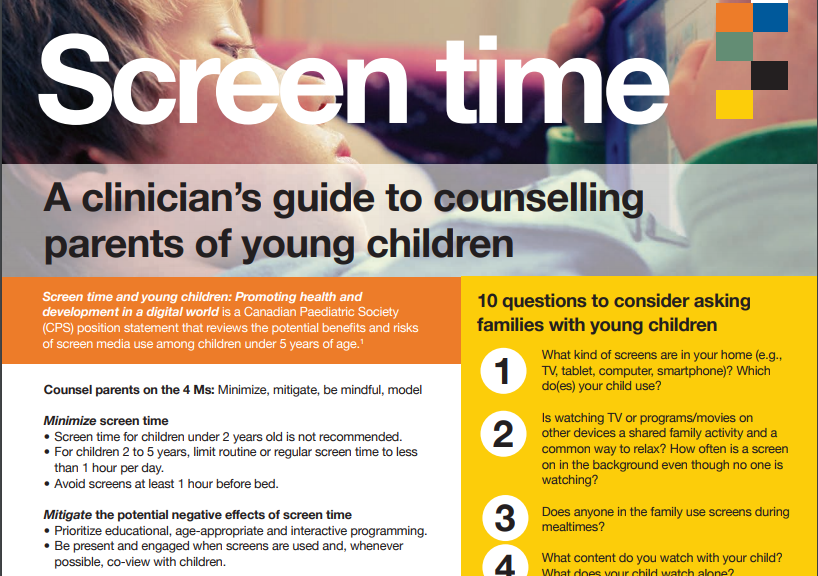 Screen time
A clinician's guide to counselling
parents of young children
Screen time and young children: Promoting health and
development in a digital world is a Canadian Paediatric Society
(CPS) position statement that reviews the potential benefits and risks
of screen media use among children under 5 years of age.¹
Counsel parents on the 4 Ms: Minimize, mitigate, be mindful, model
Minimize screen time
• Screen time for children under 2 years old is not recommended.
• For children 2 to 5 years, limit routine or regular screen time to less
than 1 hour per day.
• Avoid screens at least 1 hour before bed.
Mitigate the potential negative effects of screen time
• Prioritize educational, age-appropriate and interactive programming.
• Be present and engaged when screens are used and, whenever
possible, co-view with children.
10 questions to consider asking
families with young children
1
What kind of screens are in your home (e.g.,
TV, tablet, computer, smartphone)? Which
do(es) your child use?
2
Is watching TV or programs/movies on
other devices a shared family activity and a
common way to relax? How often is a screen
on in the background even though no one is
watching?
3
Does anyone in the family use screens during
mealtimes?
4
What content do you watch with your child?
What does your child watch alone?